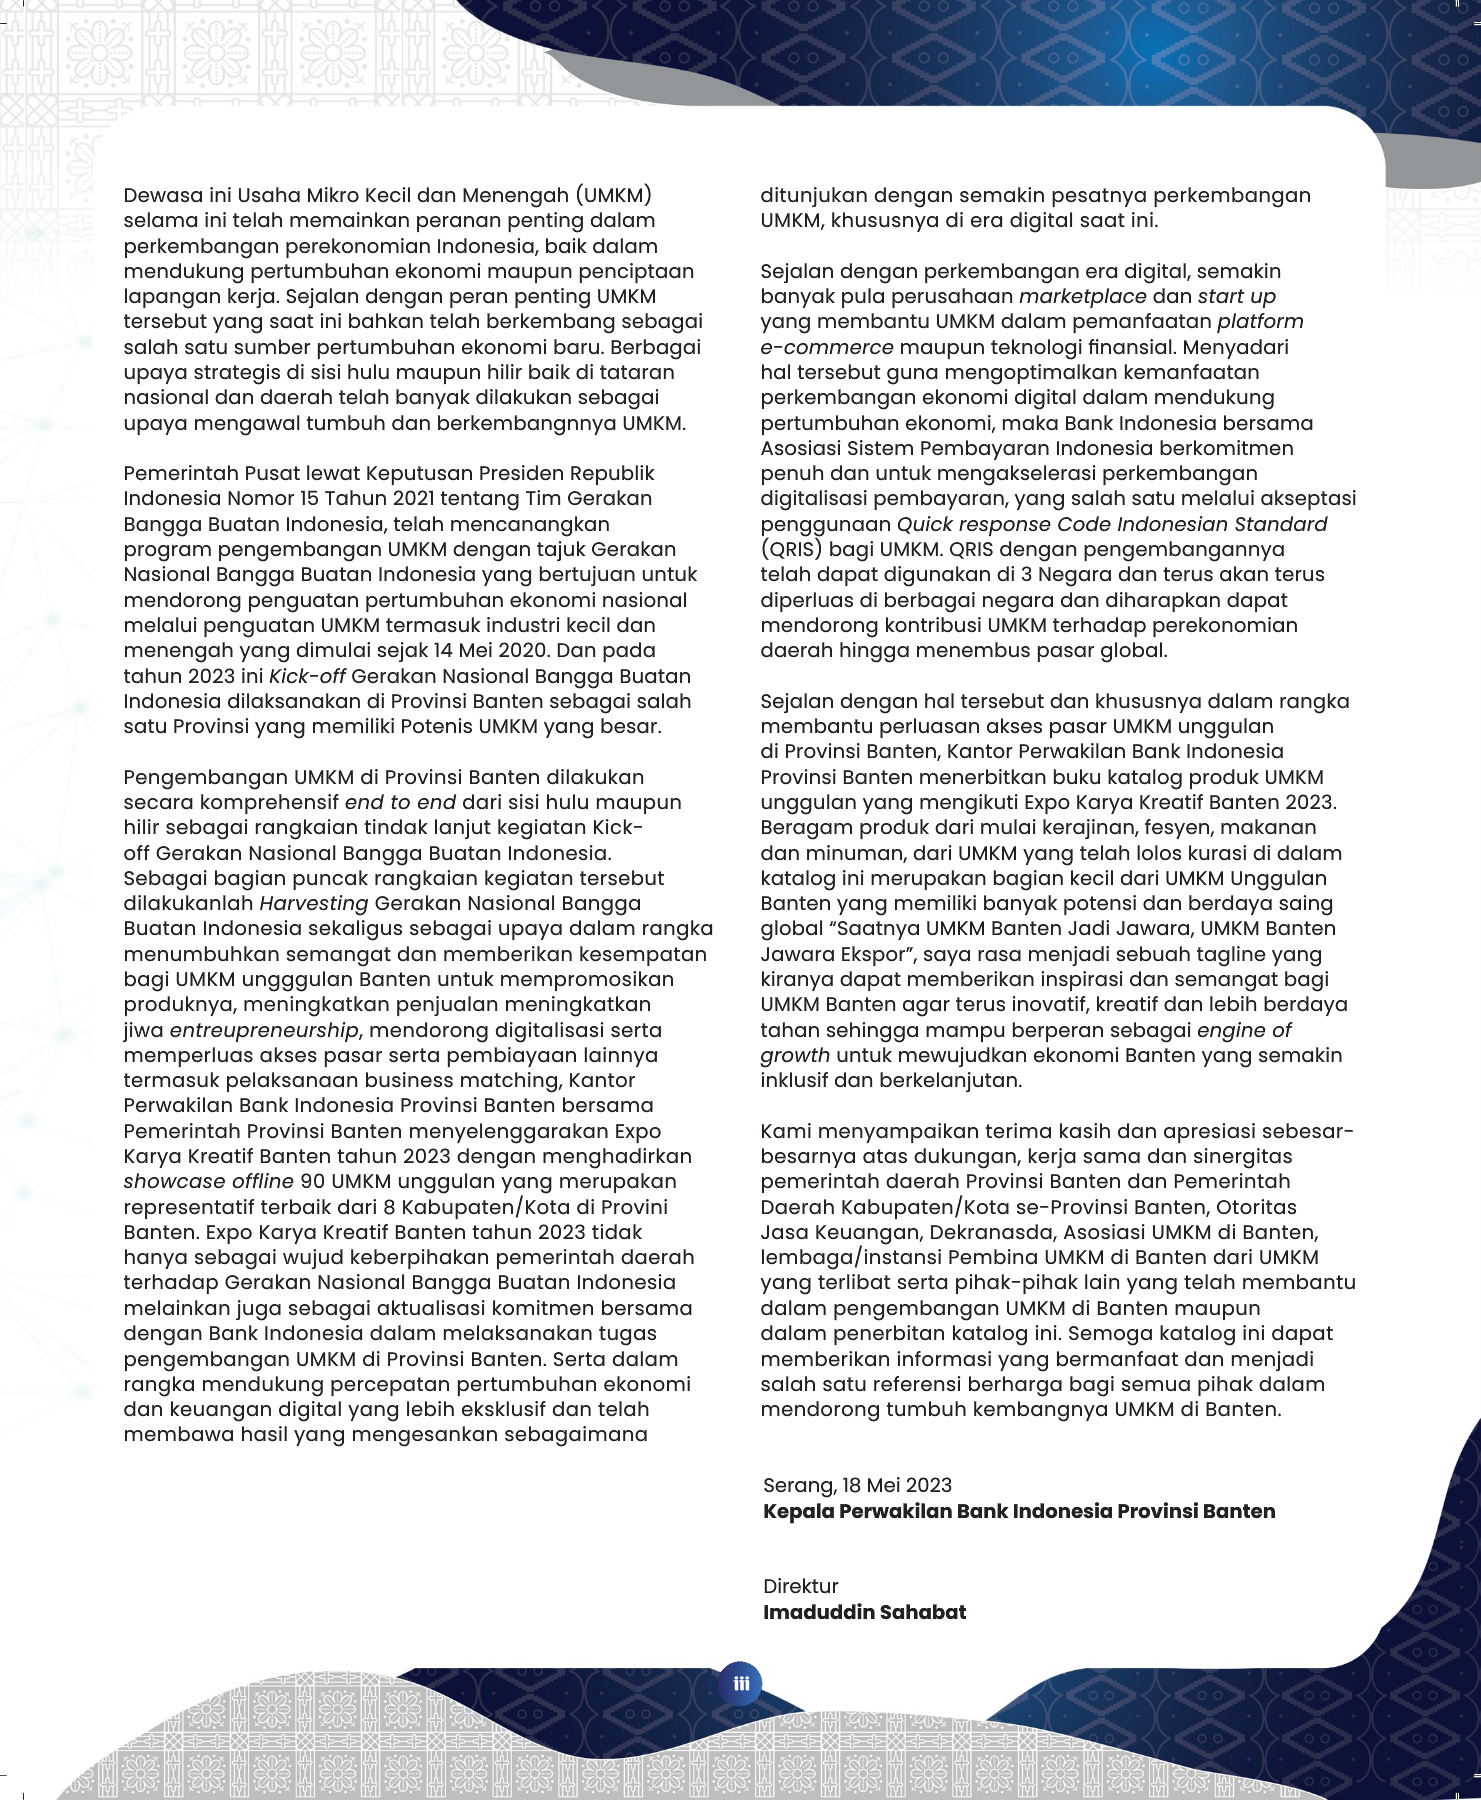 Dewasa ini Usaha Mikro Kecil dan Menengah (UMKM)
selama ini telah memainkan peranan penting dalam
perkembangan perekonomian Indonesia, baik dalam
mendukung pertumbuhan ekonomi maupun penciptaan
lapangan kerja. Sejalan dengan peran penting UMKM
tersebut yang saat ini bahkan telah berkembang sebagai
salah satu sumber pertumbuhan ekonomi baru. Berbagai
upaya strategis di sisi hulu maupun hilir baik di tataran
nasional dan daerah telah banyak dilakukan sebagai
upaya mengawal tumbuh dan berkembangnnya UMKM.

Pemerintah Pusat lewat Keputusan Presiden Republik
Indonesia Nomor 15 Tahun 2021 tentang Tim Gerakan
Bangga Buatan Indonesia, telah mencanangkan
program pengembangan UMKM dengan tajuk Gerakan
Nasional Bangga Buatan Indonesia yang bertujuan untuk
mendorong penguatan pertumbuhan ekonomi nasional
melalui penguatan UMKM termasuk industri kecil dan
menengah yang dimulai sejak 14 Mei 2020. Dan pada
tahun 2023 ini Kick-off Gerakan Nasional Bangga Buatan
Indonesia dilaksanakan di Provinsi Banten sebagai salah
satu Provinsi yang memiliki Potenis UMKM yang besar.

Pengembangan UMKM di Provinsi Banten dilakukan
secara komprehensif end to end dari sisi hulu maupun
hilir sebagai rangkaian tindak lanjut kegiatan Kick-
off Gerakan Nasional Bangga Buatan Indonesia.
Sebagai bagian puncak rangkaian kegiatan tersebut
dilakukanlah Harvesting Gerakan Nasional Bangga
Buatan Indonesia sekaligus sebagai upaya dalam rangka
menumbuhkan semangat dan memberikan kesempatan
bagi UMKM ungggulan Banten untuk mempromosikan
produknya, meningkatkan penjualan meningkatkan
jiwa entreupreneurship, mendorong digitalisasi serta
memperluas akses pasar serta pembiayaan lainnya
termasuk pelaksanaan business matching, Kantor
Perwakilan Bank Indonesia Provinsi Banten bersama
Pemerintah Provinsi Banten menyelenggarakan Expo
Karya Kreatif Banten tahun 2023 dengan menghadirkan
showcase offline 90 UMKM unggulan yang merupakan
representatif terbaik dari 8 Kabupaten/Kota di Provini
Banten. Expo Karya Kreatif Banten tahun 2023 tidak
hanya sebagai wujud keberpihakan pemerintah daerah
terhadap Gerakan Nasional Bangga Buatan Indonesia
melainkan juga sebagai aktualisasi komitmen bersama
dengan Bank Indonesia dalam melaksanakan tugas
pengembangan UMKM di Provinsi Banten. Serta dalam
rangka mendukung percepatan pertumbuhan ekonomi
dan keuangan digital yang lebih eksklusif dan telah
membawa hasil yang mengesankan sebagaimana
ditunjukan dengan semakin pesatnya perkembangan
UMKM, khususnya di era digital saat ini.

Sejalan dengan perkembangan era digital, semakin
banyak pula perusahaan marketplace dan start up
yang membantu UMKM dalam pemanfaatan platform
e-commerce maupun teknologi finansial. Menyadari
hal tersebut guna mengoptimalkan kemanfaatan
perkembangan ekonomi digital dalam mendukung
pertumbuhan ekonomi, maka Bank Indonesia bersama
Asosiasi Sistem Pembayaran Indonesia berkomitmen
penuh dan untuk mengakselerasi perkembangan
digitalisasi pembayaran, yang salah satu melalui akseptasi
penggunaan Quick response Code Indonesian Standard
(QRIS) bagi UMKM. QRIS dengan pengembangannya
telah dapat digunakan di 3 Negara dan terus akan terus
diperluas di berbagai negara dan diharapkan dapat
mendorong kontribusi UMKM terhadap perekonomian
daerah hingga menembus pasar global.

Sejalan dengan hal tersebut dan khususnya dalam rangka
membantu perluasan akses pasar UMKM unggulan
di Provinsi Banten, Kantor Perwakilan Bank Indonesia
Provinsi Banten menerbitkan buku katalog produk UMKM
unggulan yang mengikuti Expo Karya Kreatif Banten 2023.
Beragam produk dari mulai kerajinan, fesyen, makanan
dan minuman, dari UMKM yang telah lolos kurasi di dalam
katalog ini merupakan bagian kecil dari UMKM Unggulan
Banten yang memiliki banyak potensi dan berdaya saing
global “Saatnya UMKM Banten Jadi Jawara, UMKM Banten
Jawara Ekspor”, saya rasa menjadi sebuah tagline yang
kiranya dapat memberikan inspirasi dan semangat bagi
UMKM Banten agar terus inovatif, kreatif dan lebih berdaya
tahan sehingga mampu berperan sebagai engine of
growth untuk mewujudkan ekonomi Banten yang semakin
inklusif dan berkelanjutan.

Kami menyampaikan terima kasih dan apresiasi sebesar-
besarnya atas dukungan, kerja sama dan sinergitas
pemerintah daerah Provinsi Banten dan Pemerintah
Daerah Kabupaten/Kota se-Provinsi Banten, Otoritas
Jasa Keuangan, Dekranasda, Asosiasi UMKM di Banten,
lembaga/instansi Pembina UMKM di Banten dari UMKM
yang terlibat serta pihak-pihak lain yang telah membantu
dalam pengembangan UMKM di Banten maupun
dalam penerbitan katalog ini. Semoga katalog ini dapat
memberikan informasi yang bermanfaat dan menjadi
salah satu referensi berharga bagi semua pihak dalam
mendorong tumbuh kembangnya UMKM di Banten.

Serang, 18 Mei 2023
Kepala Perwakilan Bank Indonesia Provinsi Banten

Direktur
Imaduddin Sahabat

iii